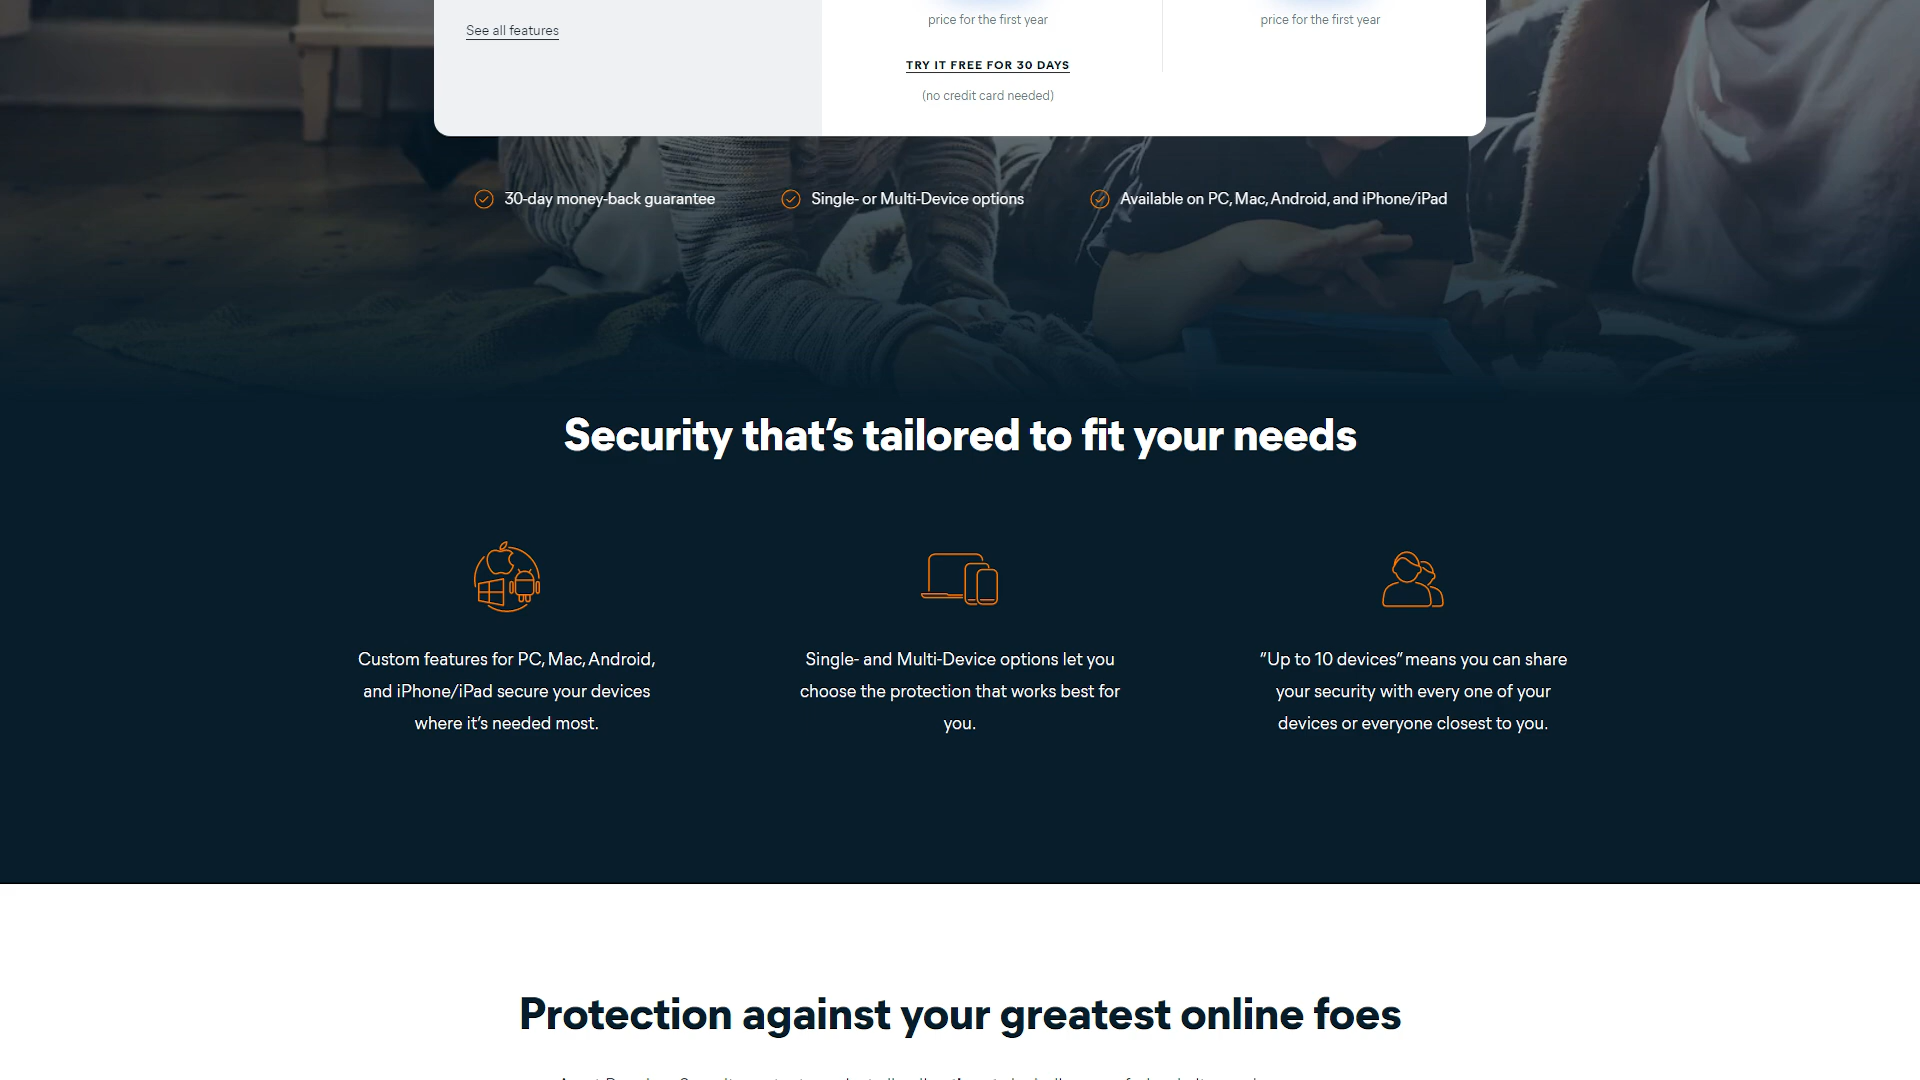 price for the first year
price for the first year
See all features
TRY IT FREE FOR 30 DAYS
(no credit card needed)
30-day money-back guarantee
Single- or Multi-Device options
Available on PC, Mac, Android, and iPhone/iPad
Security that’s tailored to fit your needs
Custom features for PC, Mac, Android,
and iPhone/iPad secure your devices
where it’s needed most.
Single- and Multi-Device options let you
choose the protection that works best for
you.
“Up to 10 devices” means you can share
your security with every one of your
devices or everyone closest to you.
Protection against your greatest online foes